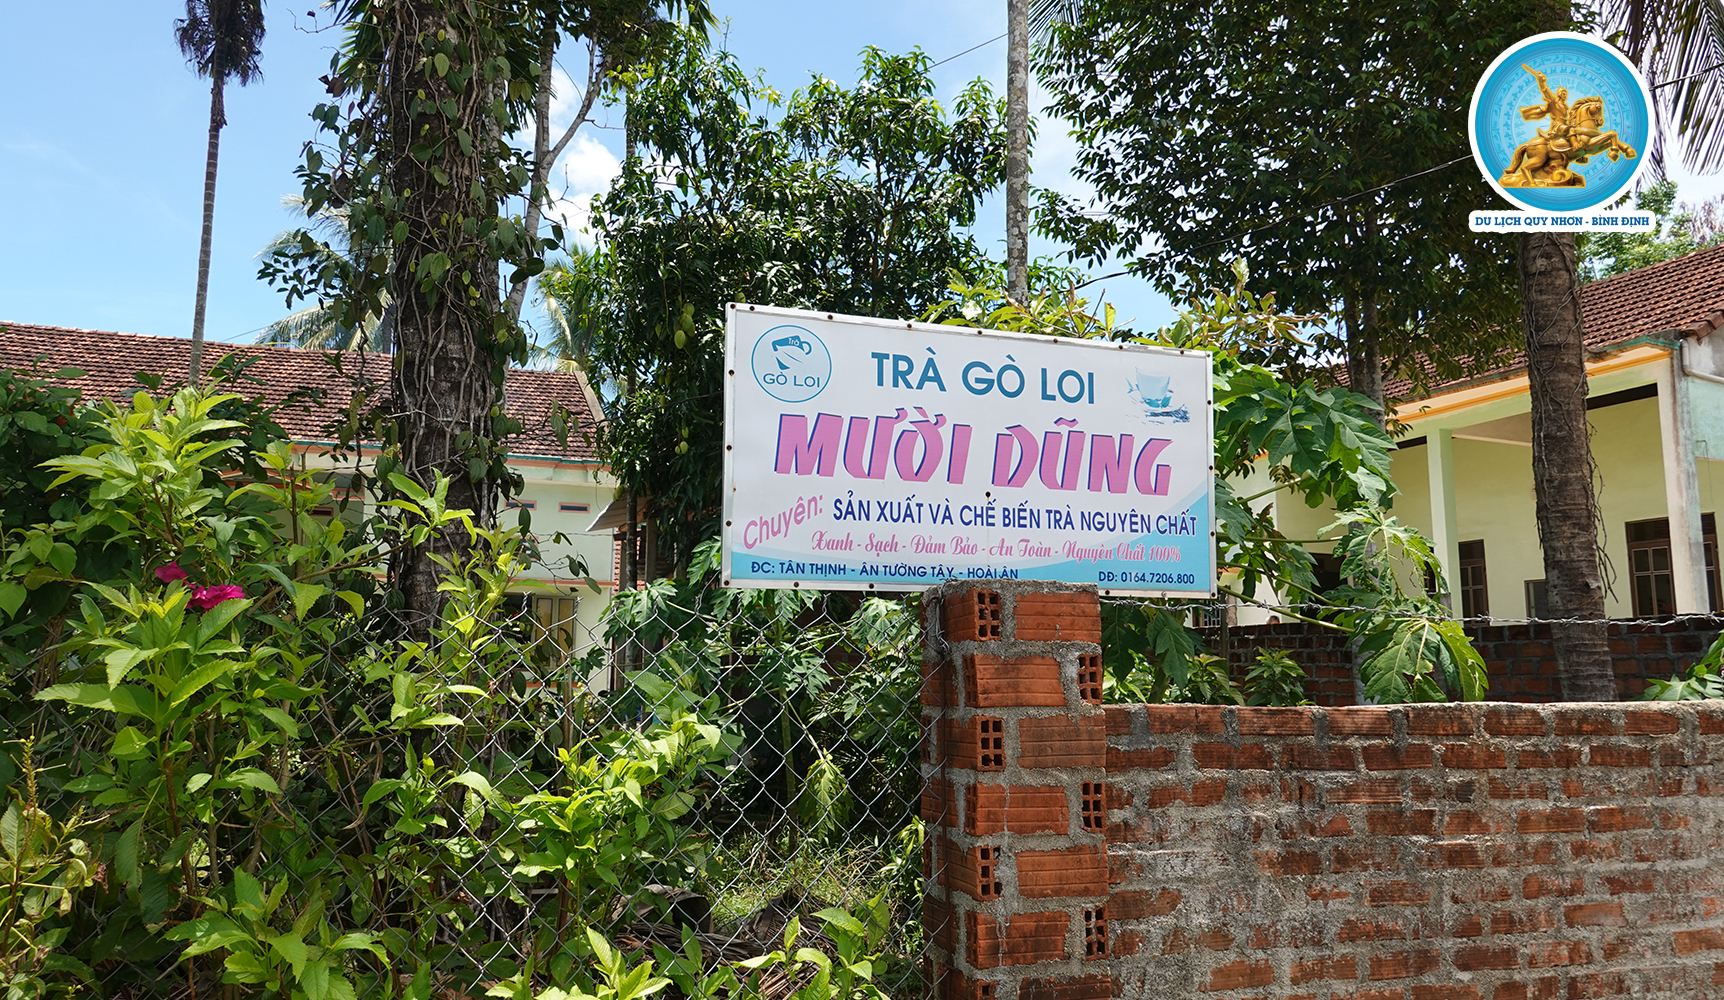 DU LỊCH QUY NHƠN - BÌNH ĐỊNH
Trà
GÒ LOI
TRÀ GÒ LOI
MƯỜI DŨNG
Chuyên: SẢN XUẤT VÀ CHẾ BIẾN TRÀ NGUYÊN CHẤT
Xanh - Sạch - Đảm Bảo - An Toàn - Nguyên Chất 100%
ĐC: TÂN THỊNH - ÂN TƯỜNG TÂY - HOÀI ÂN
DĐ: 0164.7206.800